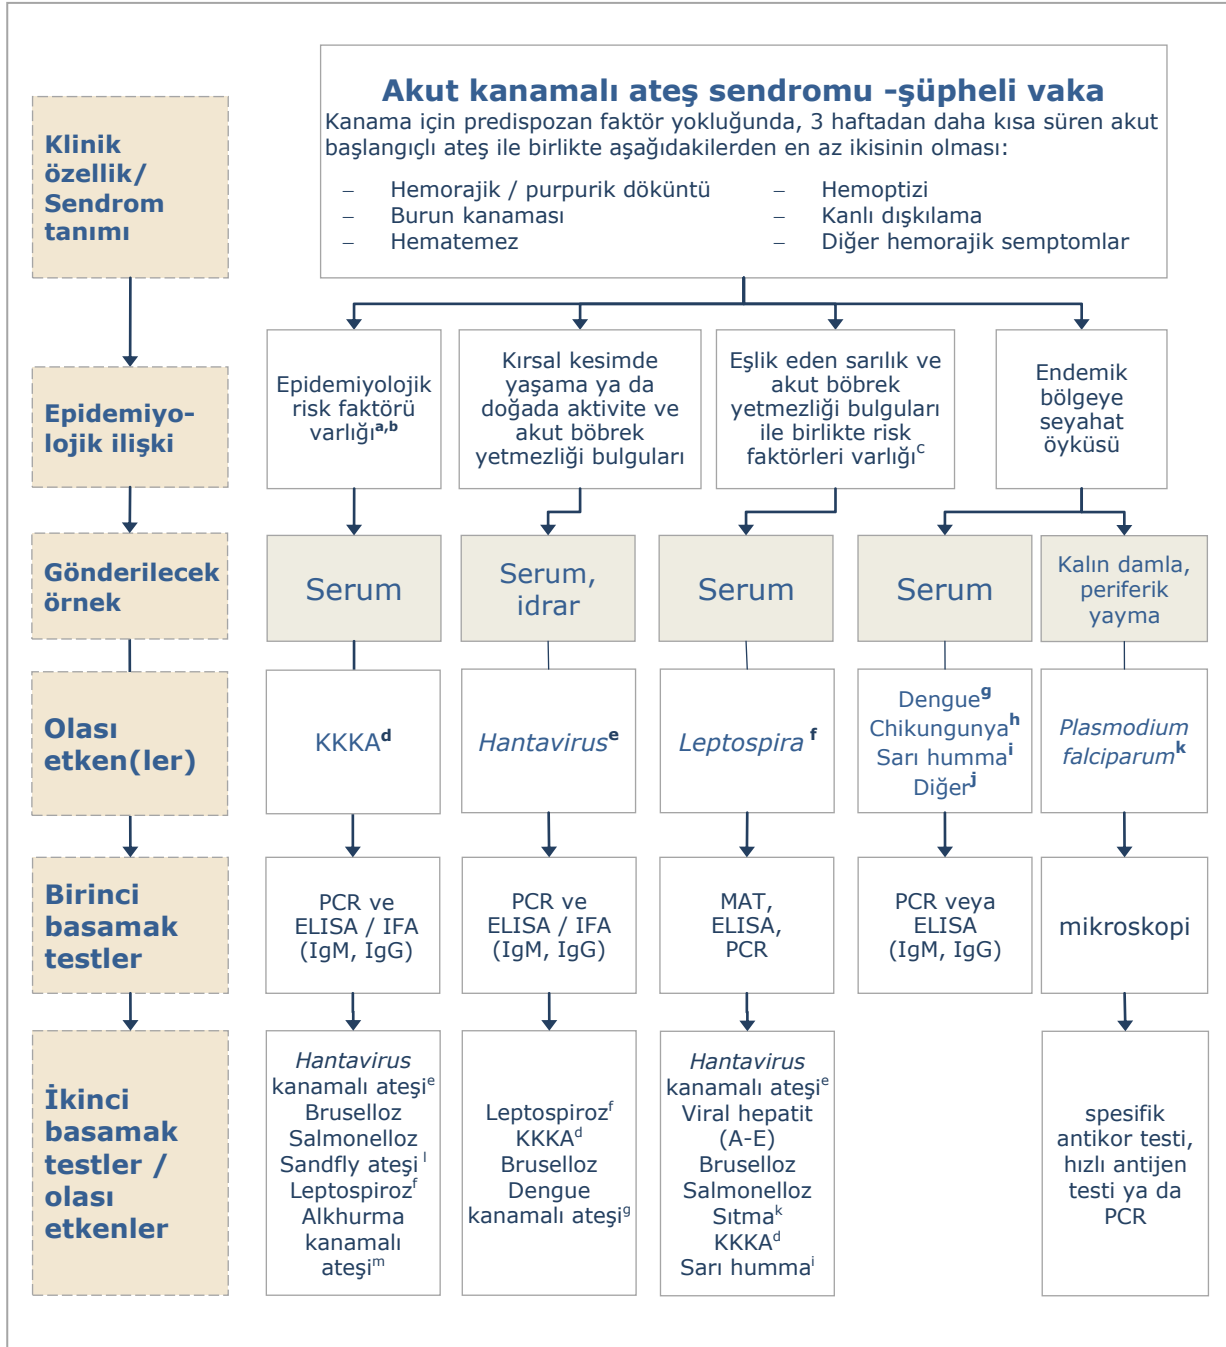 Akut kanamalı ateş sendromu -şüpheli vaka
Kanama için predispozan faktör yokluğunda, 3 haftadan daha kısa süren akut
başlangıçlı ateş ile birlikte aşağıdakilerden en az ikisinin olması:
– Hemorajik / purpurik döküntü
– Burun kanaması
– Hematemez
– Hemoptizi
– Kanlı dışkılama
– Diğer hemorajik semptomlar
Klinik
özellik/
Sendrom
tanımı
Epidemiyo-
lojik ilişki
Epidemiyolojik
risk faktörü
varlığıa,b
Kırsal kesimde
yaşama ya da
doğada aktivite ve
akut böbrek
yetmezliği bulguları
Eşlik eden sarılık ve
akut böbrek
yetmezliği bulguları
ile birlikte risk
faktörleri varlığıc
Endemik
bölgeye
seyahat
öyküsü
Gönderilecek
örnek
Serum
Serum,
idrar
Serum
Serum
Kalın damla,
periferik
yayma
Olası
etken(ler)
KKKAd
Hantaviruse
Leptospira f
Dengueg
Chikungunyah
Sarı hummai
Diğerj
Plasmodium
falciparumk
Birinci
basamak
testler
PCR ve
ELISA / IFA
(IgM, IgG)
PCR ve
ELISA / IFA
(IgM, IgG)
MAT,
ELISA,
PCR
PCR veya
ELISA
(IgM, IgG)
mikroskopi
İkinci
basamak
testler /
olası
etkenler
Hantavirus
kanamalı ateşie
Bruselloz
Salmonelloz
Sandfly ateşi l
Leptospirozf
Alkhurma
kanamalı
ateşim
Leptospirozf
KKKAd
Bruselloz
Dengue
kanamalı ateşig
Hantavirus
kanamalı ateşie
Viral hepatit
(A-E)
Bruselloz
Salmonelloz
Sıtmak
KKKAd
Sarı hummai
spesifik
antikor testi,
hızlı antijen
testi ya da
PCR